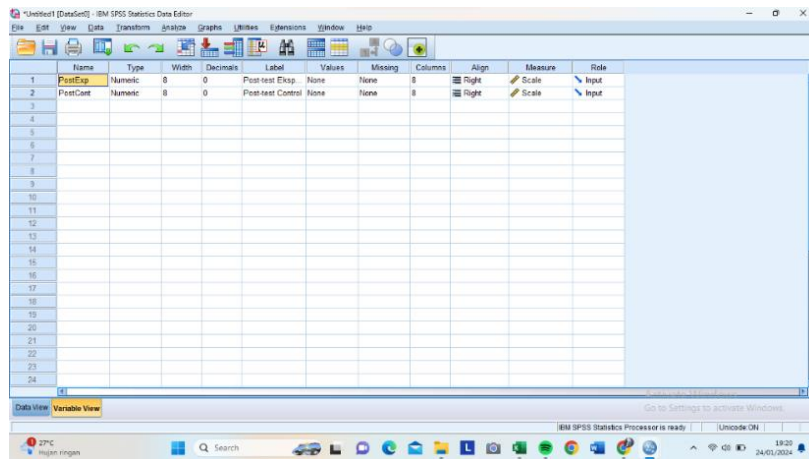 *Untitled1 [DataSet0] - IBM SPSS Statistics Data Editor
File Edit View Data Transform Analyze Graphs Utilities Extensions Window Help
Name Type Width Decimals Label Values Missing Columns Align Measure Role
1 PostExp Numeric 8 0 Post-test Eksp... None None 8 Right Scale Input
2 PostCont Numeric 8 0 Post-test Control None None 8 Right Scale Input
3
4
5
6
7
8
9
10
11
12
13
14
15
16
17
18
19
20
21
22
23
24
Data View Variable View
Go to Settings to activate Windows.
IBM SPSS Statistics Processor is ready Unicode:ON
27°C
Hujan ringan
Search
19:20
24/01/2024